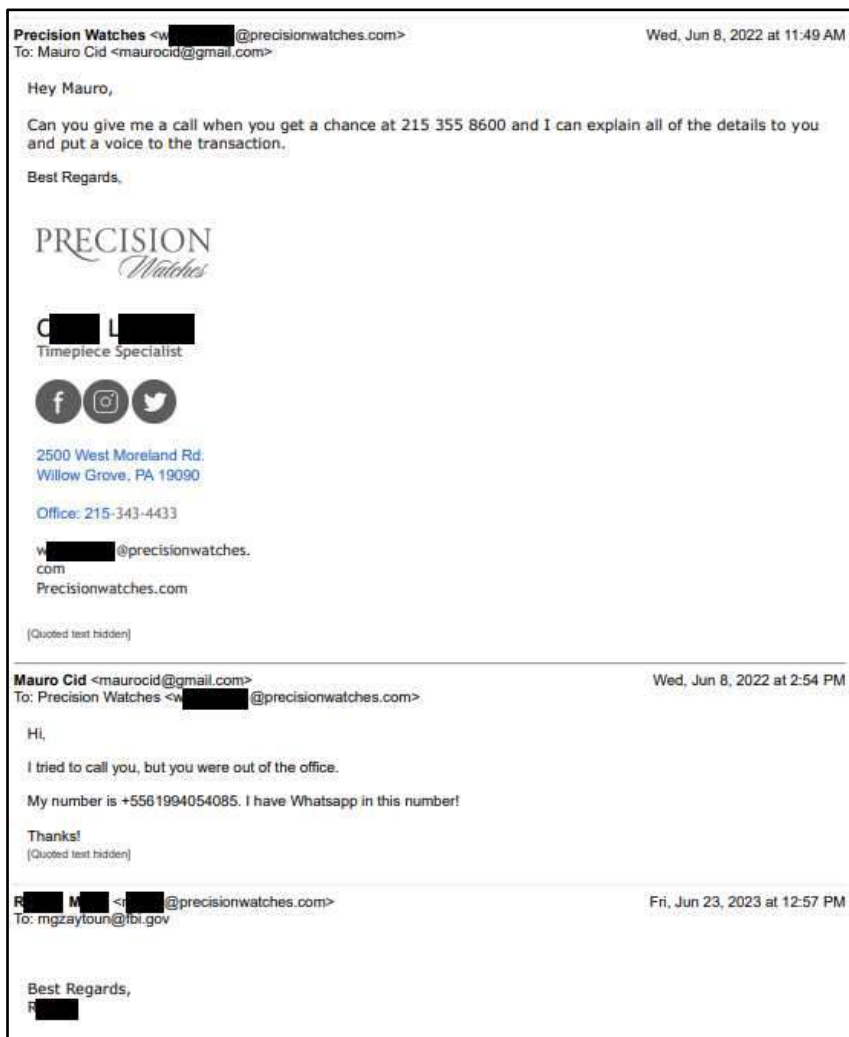 Precision Watches <w @precisionwatches.com> Wed, Jun 8, 2022 at 11:49 AM
To: Mauro Cid <maurocid@gmail.com>
Hey Mauro,
Can you give me a call when you get a chance at 215 355 8600 and I can explain all of the details to you
and put a voice to the transaction.
Best Regards,
PRECISION
Watches
C L
Timepiece Specialist
2500 West Moreland Rd.
Willow Grove, PA 19090
Office: 215-343-4433
w @precisionwatches.
com
Precisionwatches.com
[Quoted text hidden]
Mauro Cid <maurocid@gmail.com> Wed, Jun 8, 2022 at 2:54 PM
To: Precision Watches <w @precisionwatches.com>
Hi,
I tried to call you, but you were out of the office.
My number is +5561994054085. I have Whatsapp in this number!
Thanks!
[Quoted text hidden]
R M <r @precisionwatches.com> Fri, Jun 23, 2023 at 12:57 PM
To: mgzaytoun@fbi.gov
Best Regards,
R